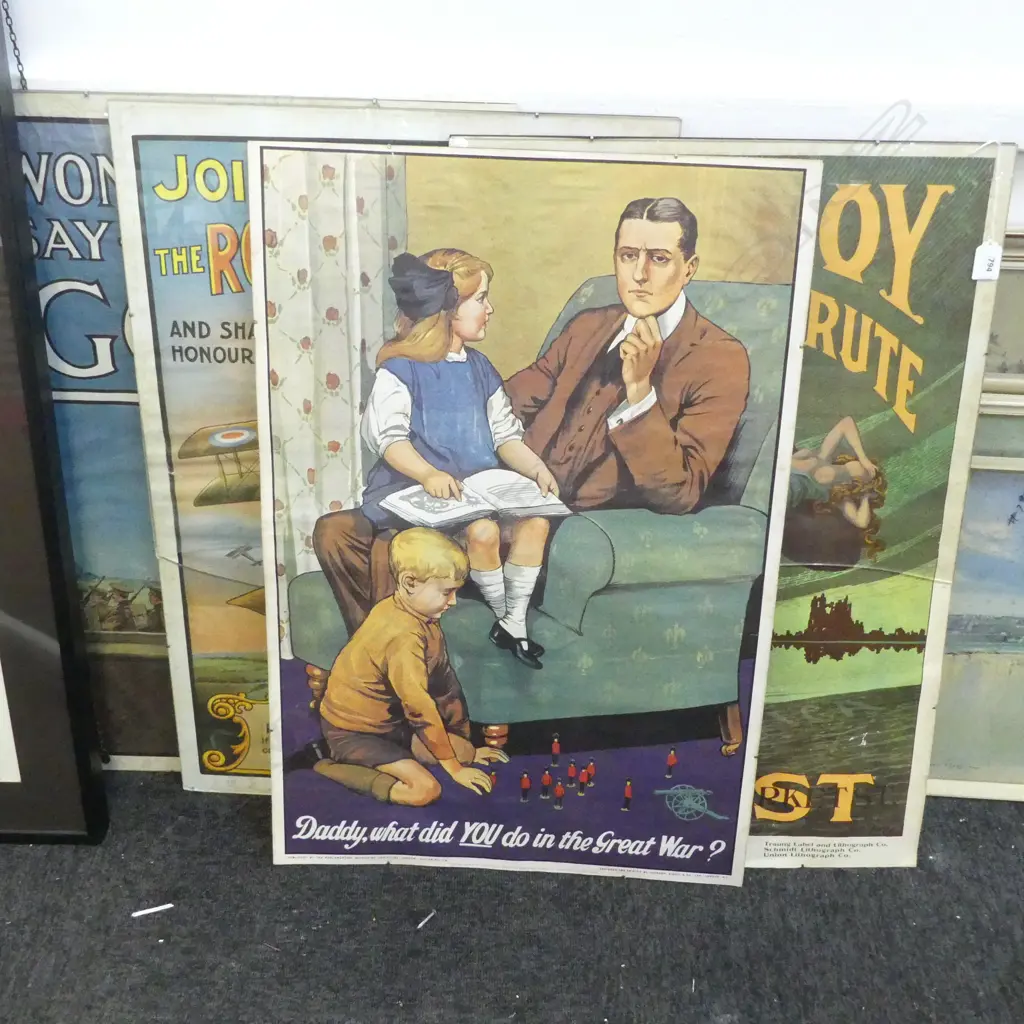 WON
SAY
G
JOI
THE RO
AND SHA
HONOUR
Daddy, what did YOU do in the Great War?
OY
RUTE
ST
Traung Label and Lithograph Co.
Schmidt Lithograph Co.
Union Lithograph Co.
794